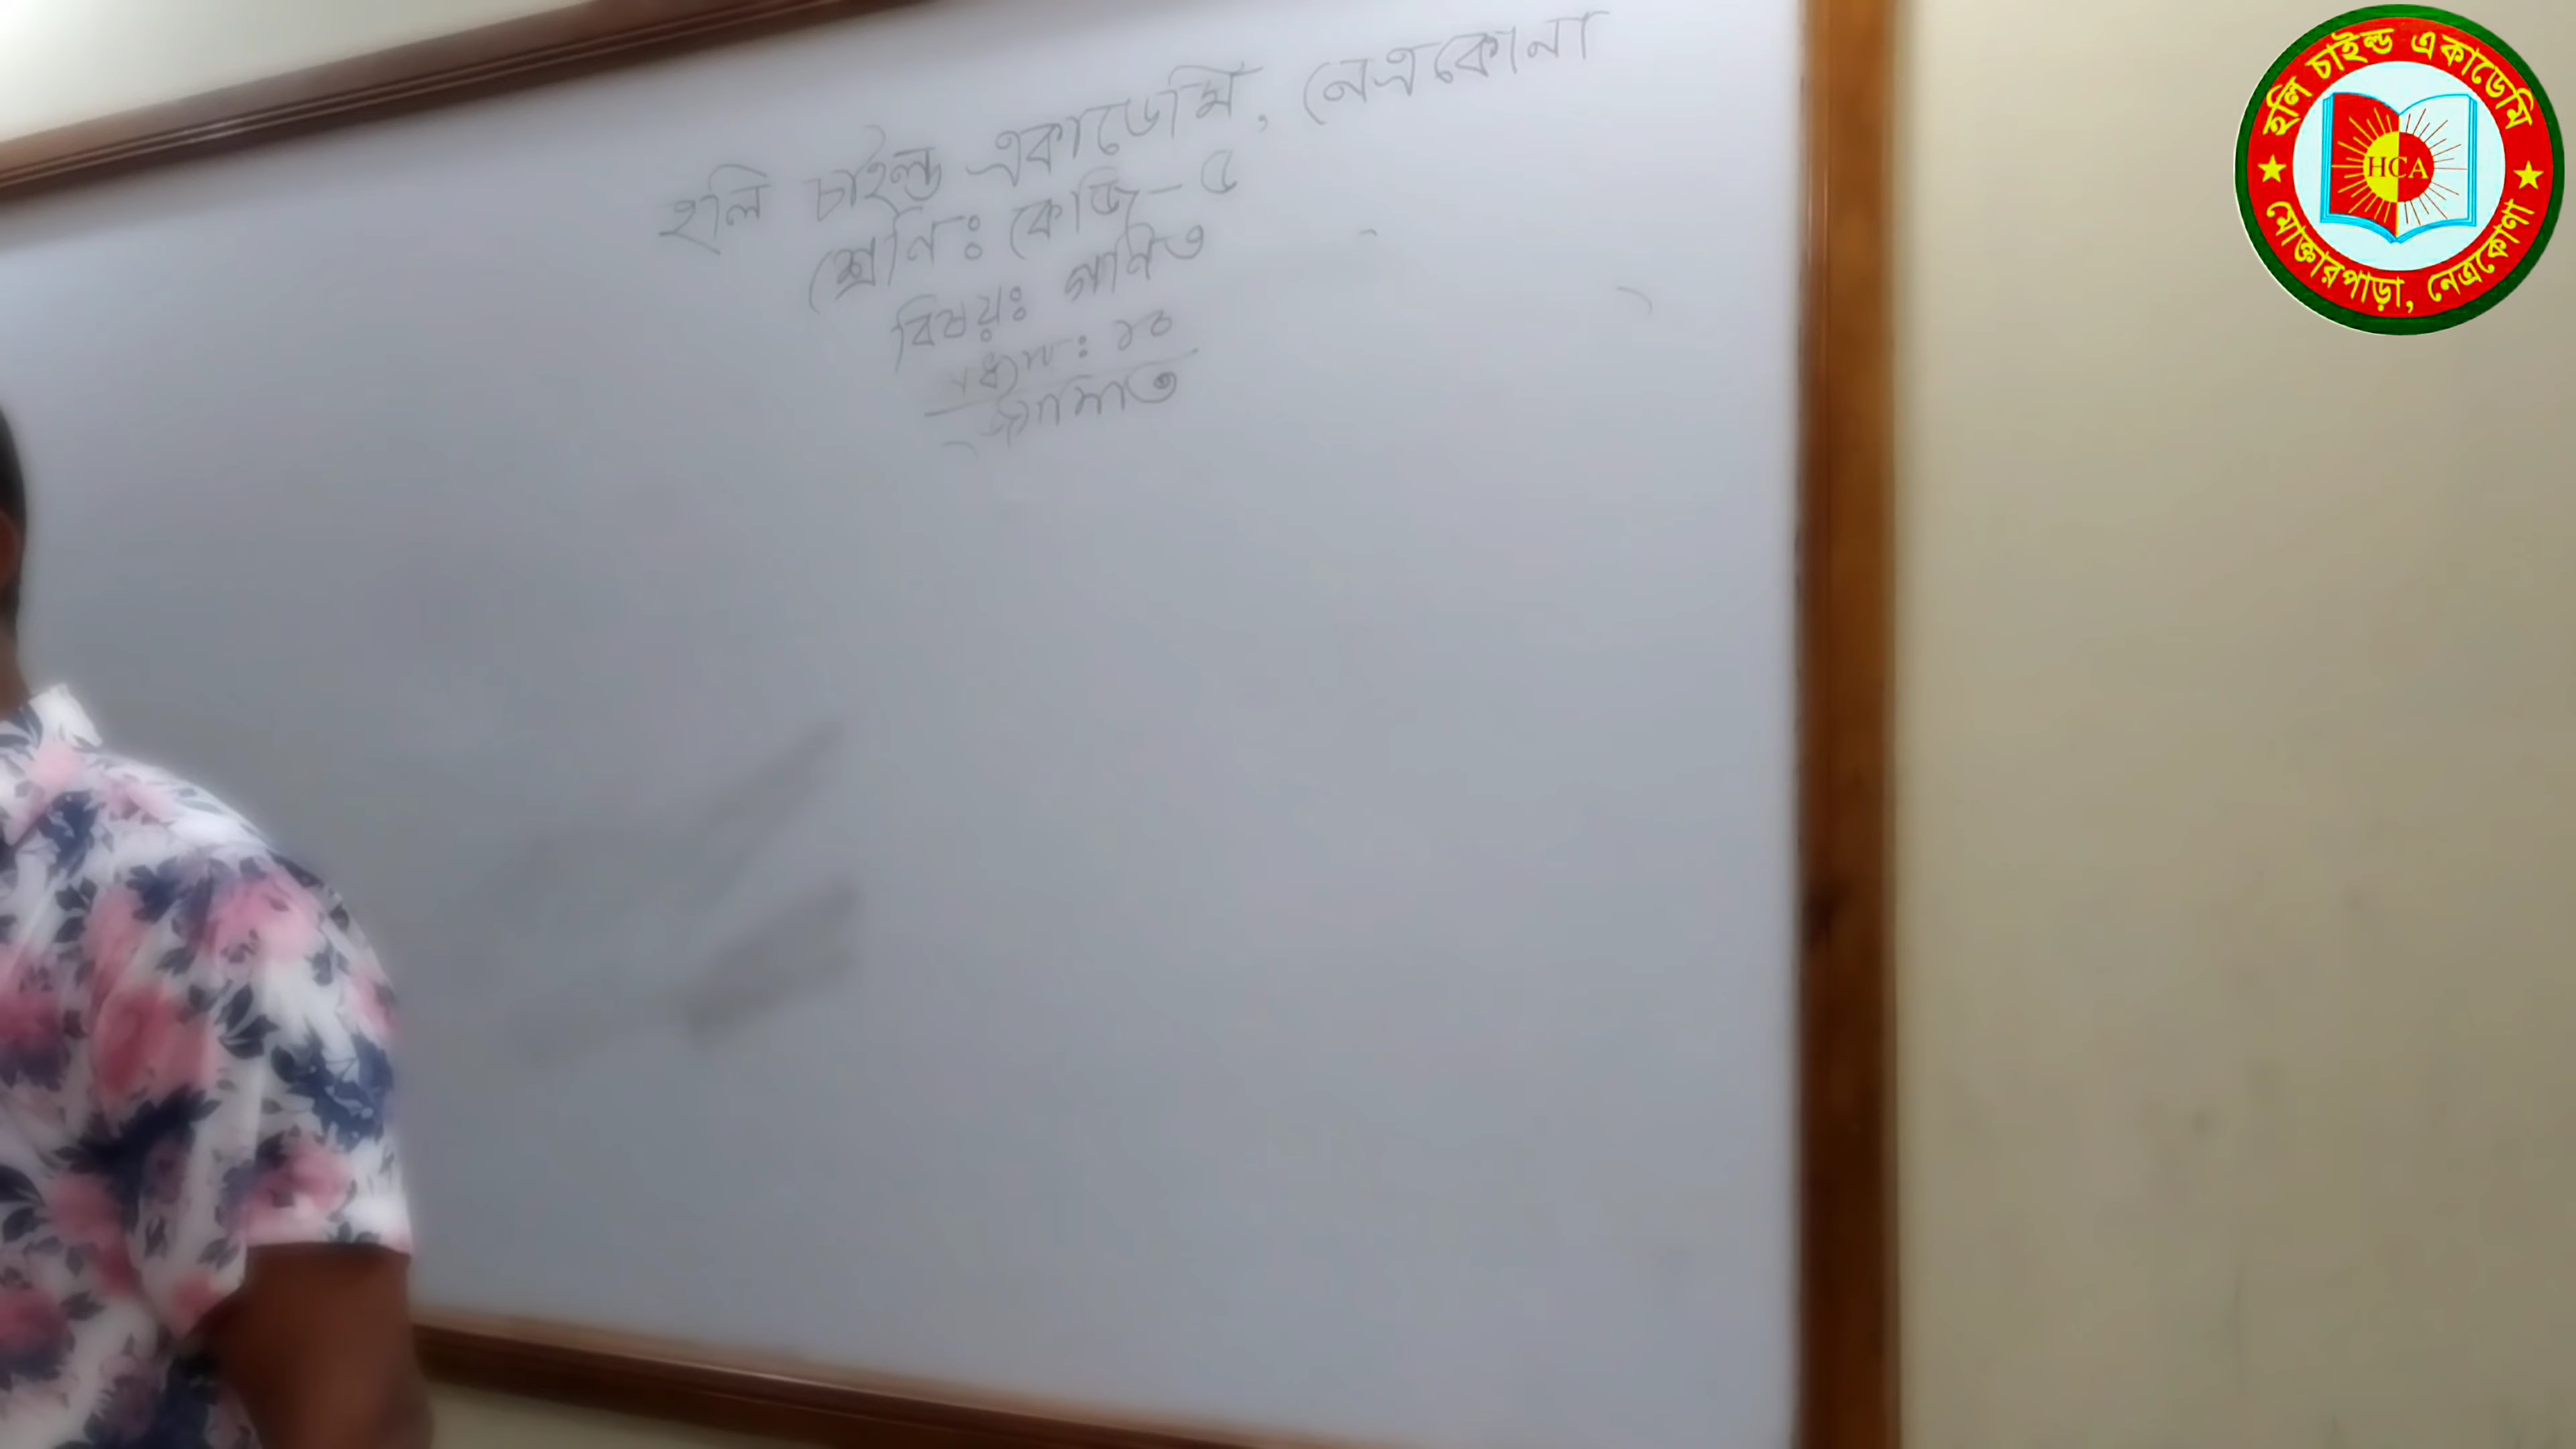 হলি চাইল্ড একাডেমি, নেত্রকোনা
শ্রেণিঃ কেজি-৫
বিষয়ঃ গণিত
১০
জ্যামিতি
হলি চাইল্ড একাডেমি
HCA
মোক্তারপাড়া, নেত্রকোণা